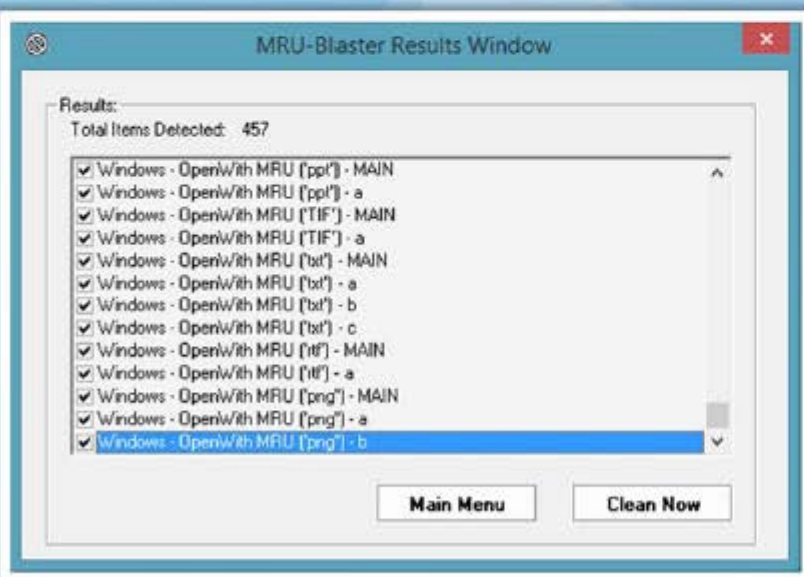 MRU-Blaster Results Window
Results:
Total Items Detected: 457
Windows - OpenWith MRU ('ppt') - MAIN
Windows - OpenWith MRU ('ppt') - a
Windows - OpenWith MRU ('TIF') - MAIN
Windows - OpenWith MRU ('TIF') - a
Windows - OpenWith MRU ('txt') - MAIN
Windows - OpenWith MRU ('txt') - a
Windows - OpenWith MRU ('txt') - b
Windows - OpenWith MRU ('txt') - c
Windows - OpenWith MRU ('rtf') - MAIN
Windows - OpenWith MRU ('rtf') - a
Windows - OpenWith MRU ('png') - MAIN
Windows - OpenWith MRU ('png') - a
Windows - OpenWith MRU ('png') - b
Main Menu Clean Now